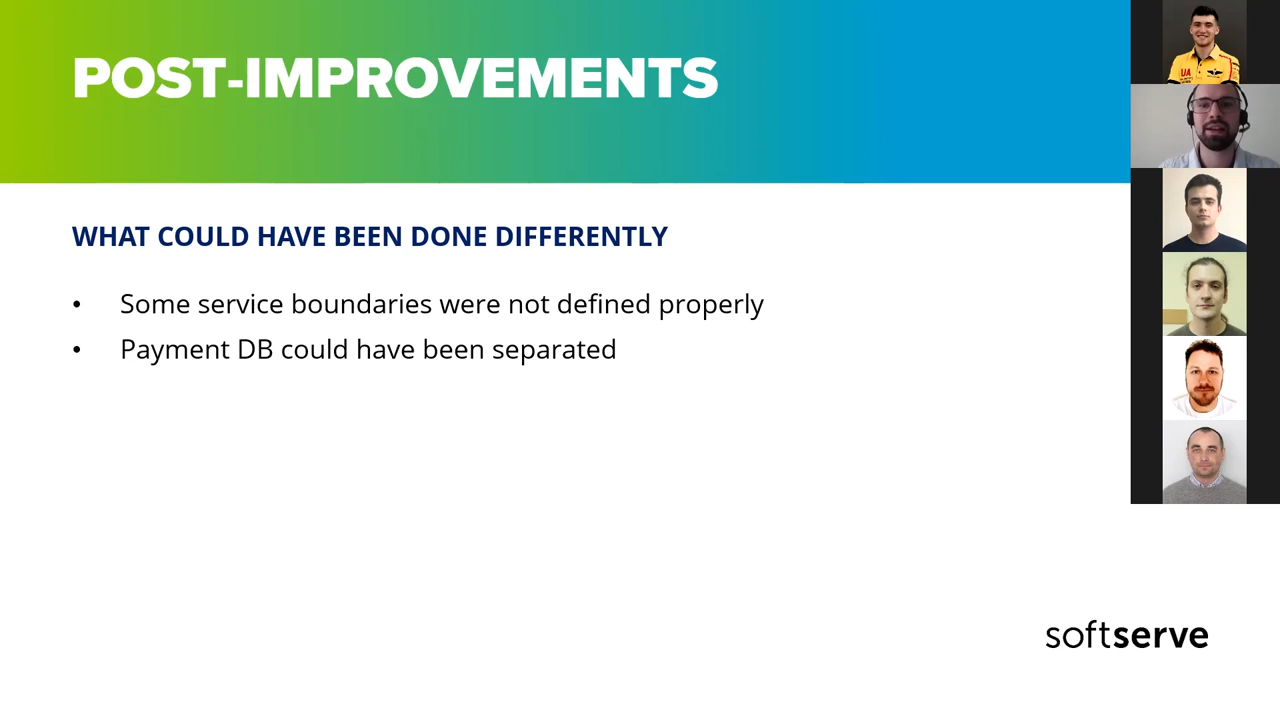 POST-IMPROVEMENTS
WHAT COULD HAVE BEEN DONE DIFFERENTLY
• Some service boundaries were not defined properly
• Payment DB could have been separated
UA
softserve